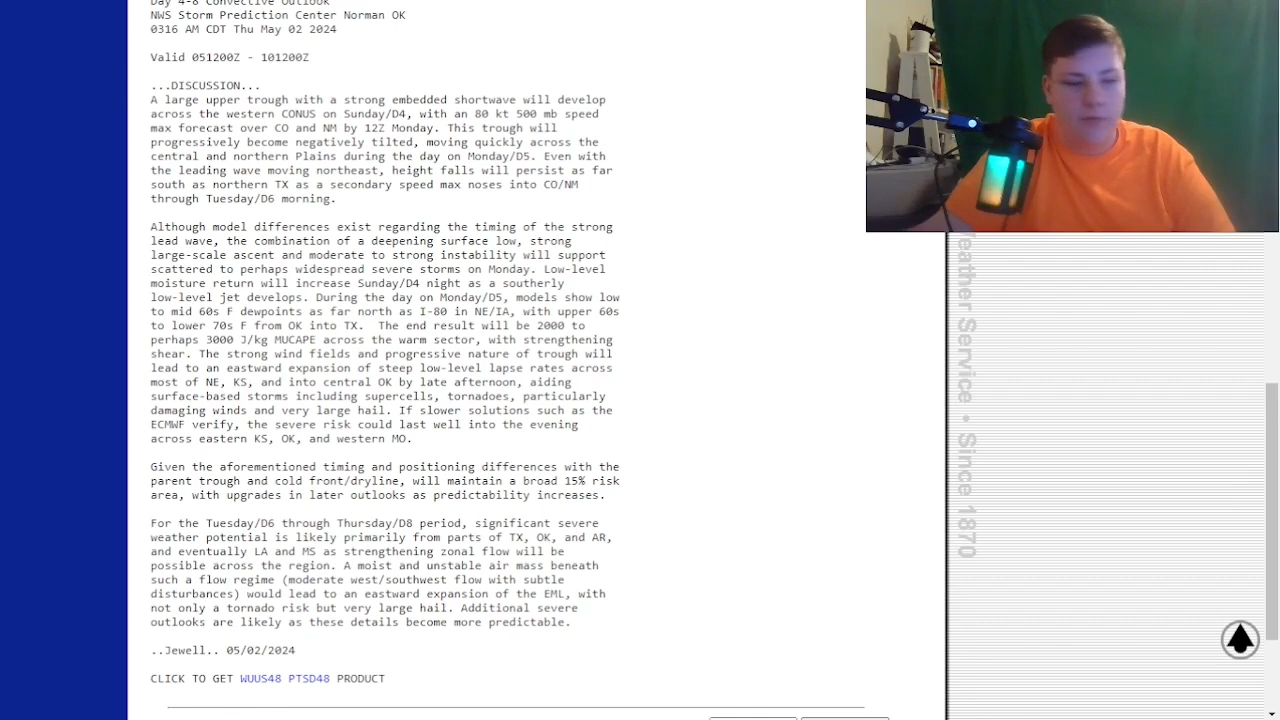 Day 4-8 Convective Outlook
NWS Storm Prediction Center Norman OK
0316 AM CDT Thu May 02 2024
Valid 051200Z - 101200Z
...DISCUSSION...
A large upper trough with a strong embedded shortwave will develop
across the western CONUS on Sunday/D4, with an 80 kt 500 mb speed
max forecast over CO and NM by 12Z Monday. This trough will
progressively become negatively tilted, moving quickly across the
central and northern Plains during the day on Monday/D5. Even with
the leading wave moving northeast, height falls will persist as far
south as northern TX as a secondary speed max noses into CO/NM
through Tuesday/D6 morning.
Although model differences exist regarding the timing of the strong
lead wave, the combination of a deepening surface low, strong
large-scale ascent and moderate to strong instability will support
scattered to perhaps widespread severe storms on Monday. Low-level
moisture return will increase Sunday/D4 night as a southerly
low-level jet develops. During the day on Monday/D5, models show low
to mid 60s F dewpoints as far north as I-80 in NE/IA, with upper 60s
to lower 70s F from OK into TX. The end result will be 2000 to
perhaps 3000 J/kg MUCAPE across the warm sector, with strengthening
shear. The strong wind fields and progressive nature of trough will
lead to an eastward expansion of steep low-level lapse rates across
most of NE, KS, and into central OK by late afternoon, aiding
surface-based storms including supercells, tornadoes, particularly
damaging winds and very large hail. If slower solutions such as the
ECMWF verify, the severe risk could last well into the evening
across eastern KS, OK, and western MO.
Given the aforementioned timing and positioning differences with the
parent trough and cold front/dryline, will maintain a broad 15% risk
area, with upgrades in later outlooks as predictability increases.
For the Tuesday/D6 through Thursday/D8 period, significant severe
weather potential is likely primarily from parts of TX, OK, and AR,
and eventually LA and MS as strengthening zonal flow will be
possible across the region. A moist and unstable air mass beneath
such a flow regime (moderate west/southwest flow with subtle
disturbances) would lead to an eastward expansion of the EML, with
not only a tornado risk but very large hail. Additional severe
outlooks are likely as these details become more predictable.
..Jewell.. 05/02/2024
CLICK TO GET WUUS48 PTSD48 PRODUCT
Service • Since 1870